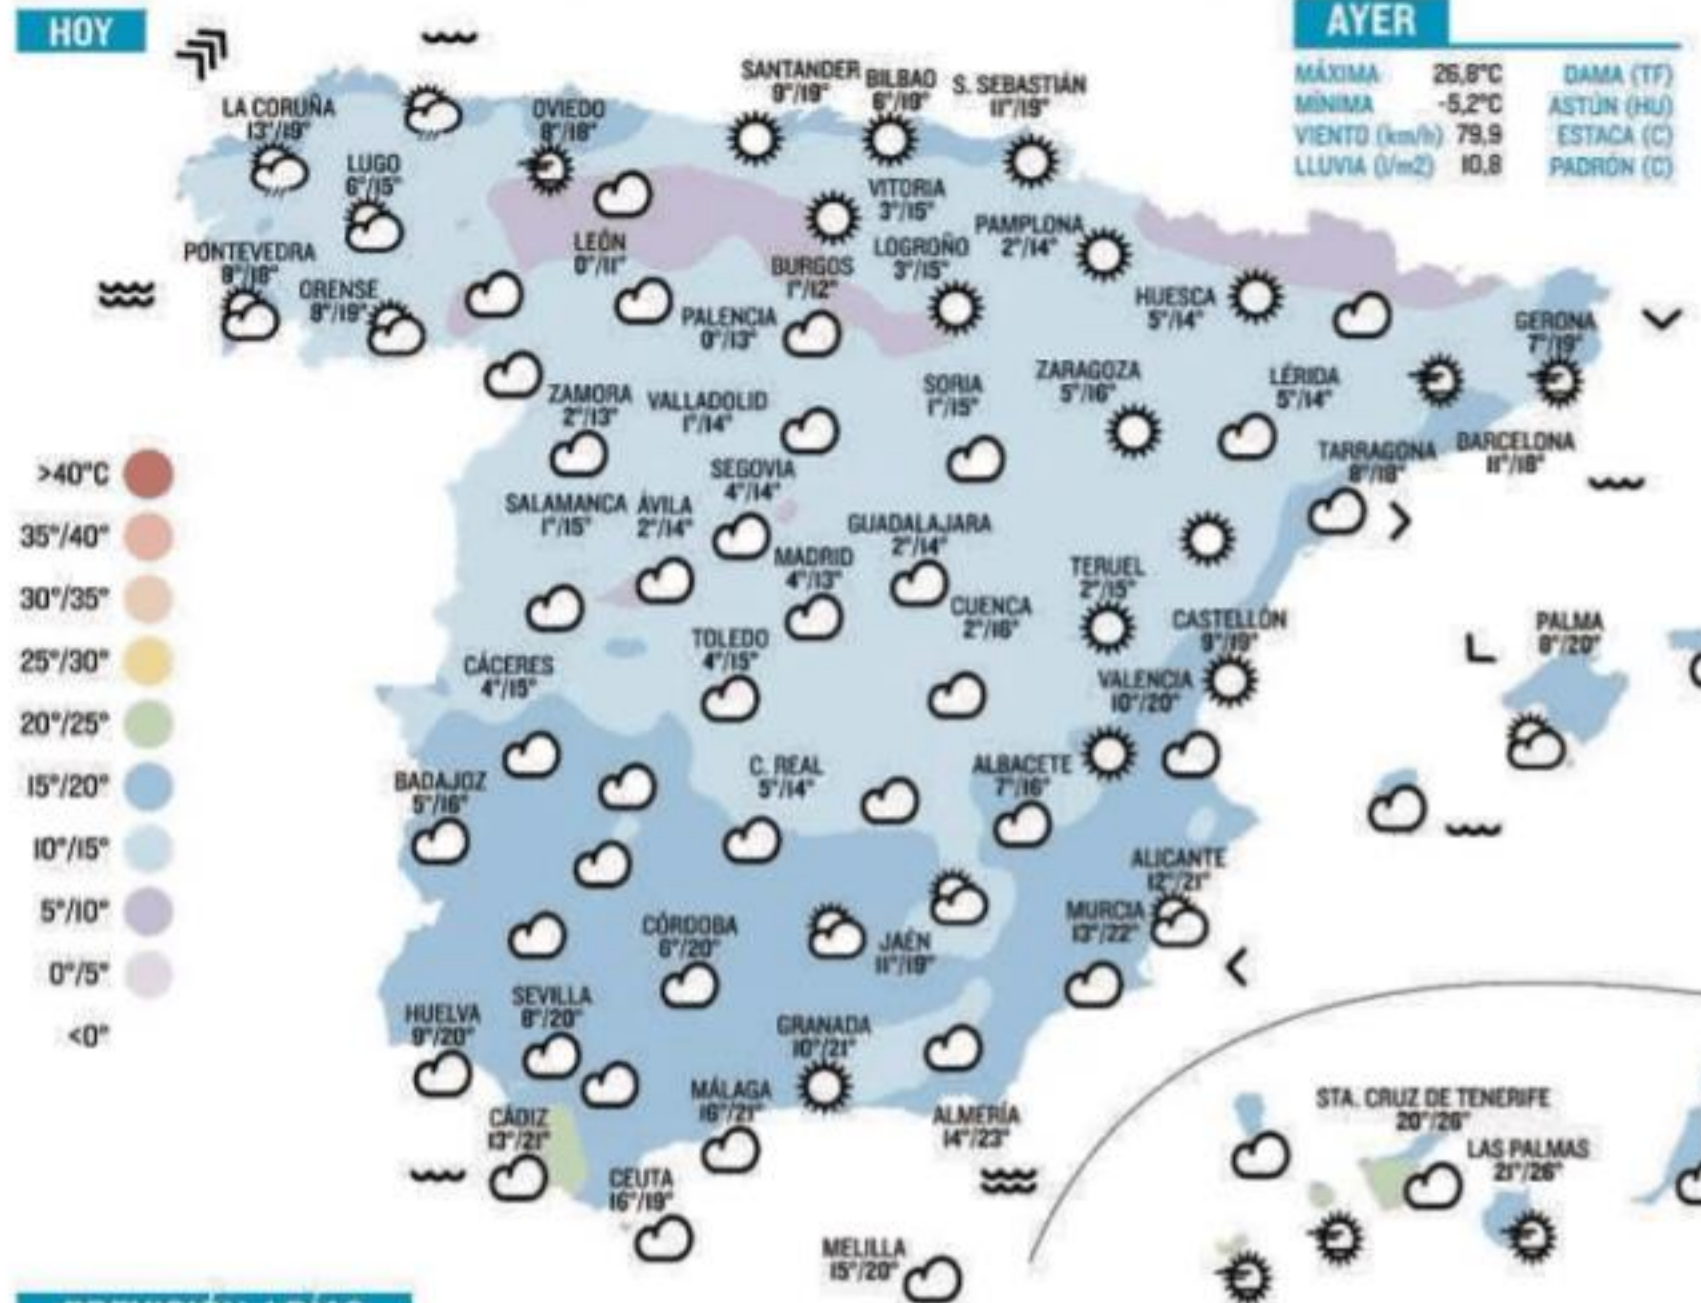 HOY
AYER
MÁXIMA 26,8°C DAMA (TF)
MÍNIMA -5,2°C ASTÚN (HU)
VIENTO (km/h) 79,9 ESTACA (C)
LLUVIA (l/m2) 10,8 PADRÓN (C)
LA CORUÑA
13°/19°
OVIEDO
8°/18°
SANTANDER
9°/19°
BILBAO
6°/19°
S. SEBASTIÁN
11°/19°
LUGO
6°/15°
VITORIA
3°/15°
PAMPLONA
2°/14°
PONTEVEDRA
9°/18°
ORENSE
8°/19°
LEÓN
0°/11°
BURGOS
1°/12°
LOGROÑO
3°/15°
HUESCA
5°/14°
PALENCIA
0°/13°
GERONA
7°/19°
ZAMORA
2°/13°
VALLADOLID
1°/14°
SORIA
1°/15°
ZARAGOZA
5°/16°
LÉRIDA
5°/14°
TARRAGONA
8°/18°
BARCELONA
11°/18°
SEGOVIA
4°/14°
SALAMANCA
1°/15°
ÁVILA
2°/14°
MADRID
4°/13°
GUADALAJARA
2°/14°
TERUEL
2°/15°
CUENCA
2°/16°
CASTELLÓN
9°/19°
PALMA
8°/20°
CÁCERES
4°/15°
TOLEDO
4°/15°
VALENCIA
10°/20°
BADAJOZ
5°/16°
C. REAL
5°/14°
ALBACETE
7°/16°
ALICANTE
12°/21°
CÓRDOBA
6°/20°
JAÉN
11°/19°
MURCIA
13°/22°
HUELVA
9°/20°
SEVILLA
8°/20°
GRANADA
10°/21°
MÁLAGA
16°/21°
CÁDIZ
13°/21°
ALMERÍA
14°/23°
CEUTA
16°/19°
MELILLA
15°/20°
STA. CRUZ DE TENERIFE
20°/26°
LAS PALMAS
21°/26°
>40°C
35°/40°
30°/35°
25°/30°
20°/25°
15°/20°
10°/15°
5°/10°
0°/5°
<0°